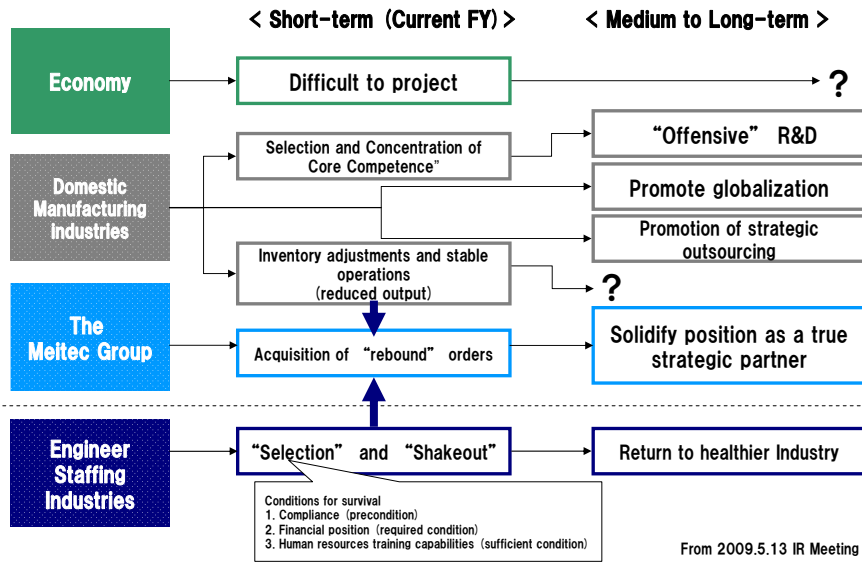 < Short-term (Current FY) >
< Medium to Long-term >
Economy
Difficult to project
?
Domestic
Manufacturing
industries
Selection and Concentration of
Core Competence”
“Offensive” R&D
Promote globalization
Promotion of strategic
outsourcing
Inventory adjustments and stable
operations
(reduced output)
?
The
Meitec Group
Acquisition of “rebound” orders
Solidify position as a true
strategic partner
Engineer
Staffing
Industries
“Selection” and “Shakeout”
Return to healthier Industry
Conditions for survival
1. Compliance (precondition)
2. Financial position (required condition)
3. Human resources training capabilities (sufficient condition)
From 2009.5.13 IR Meeting